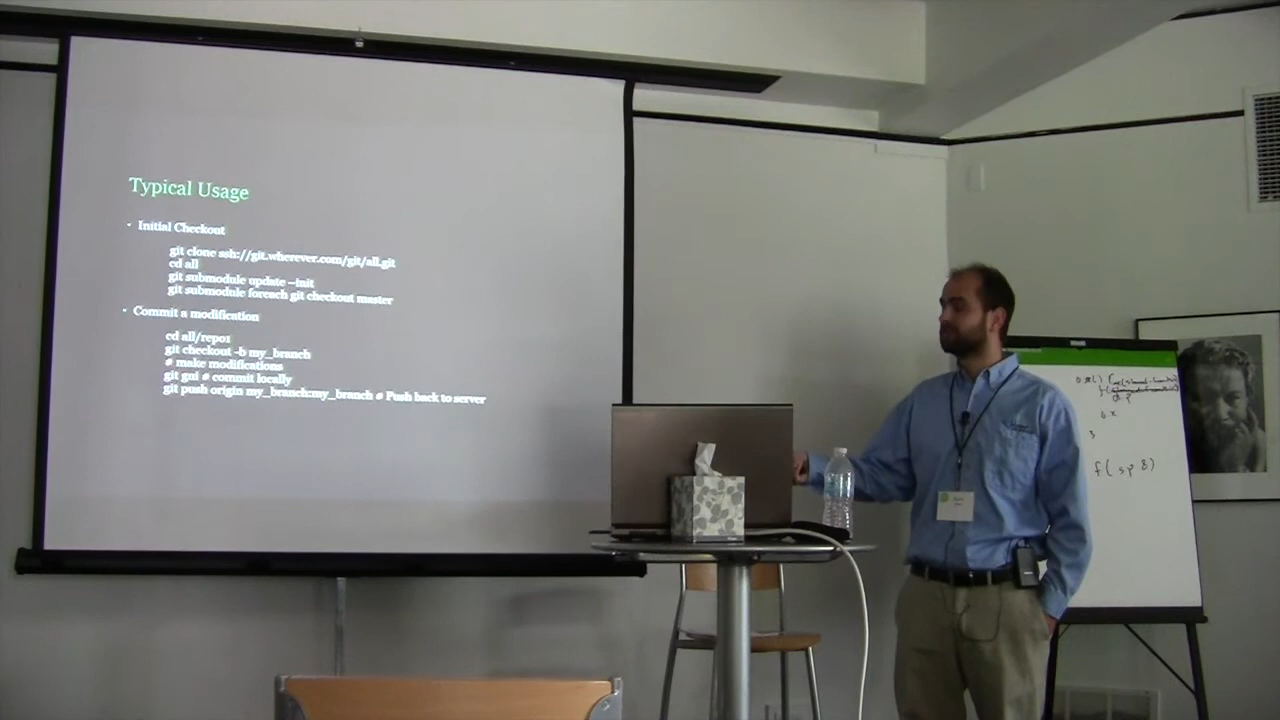 Typical Usage
• Initial Checkout
git clone ssh://git.wherever.com/git/all.git
cd all
git submodule update –init
git submodule foreach git checkout master
• Commit a modification
cd all/repo1
git checkout -b my_branch
# make modifications
git gui # commit locally
git push origin my_branch:my_branch # Push back to server
f( sp 8)